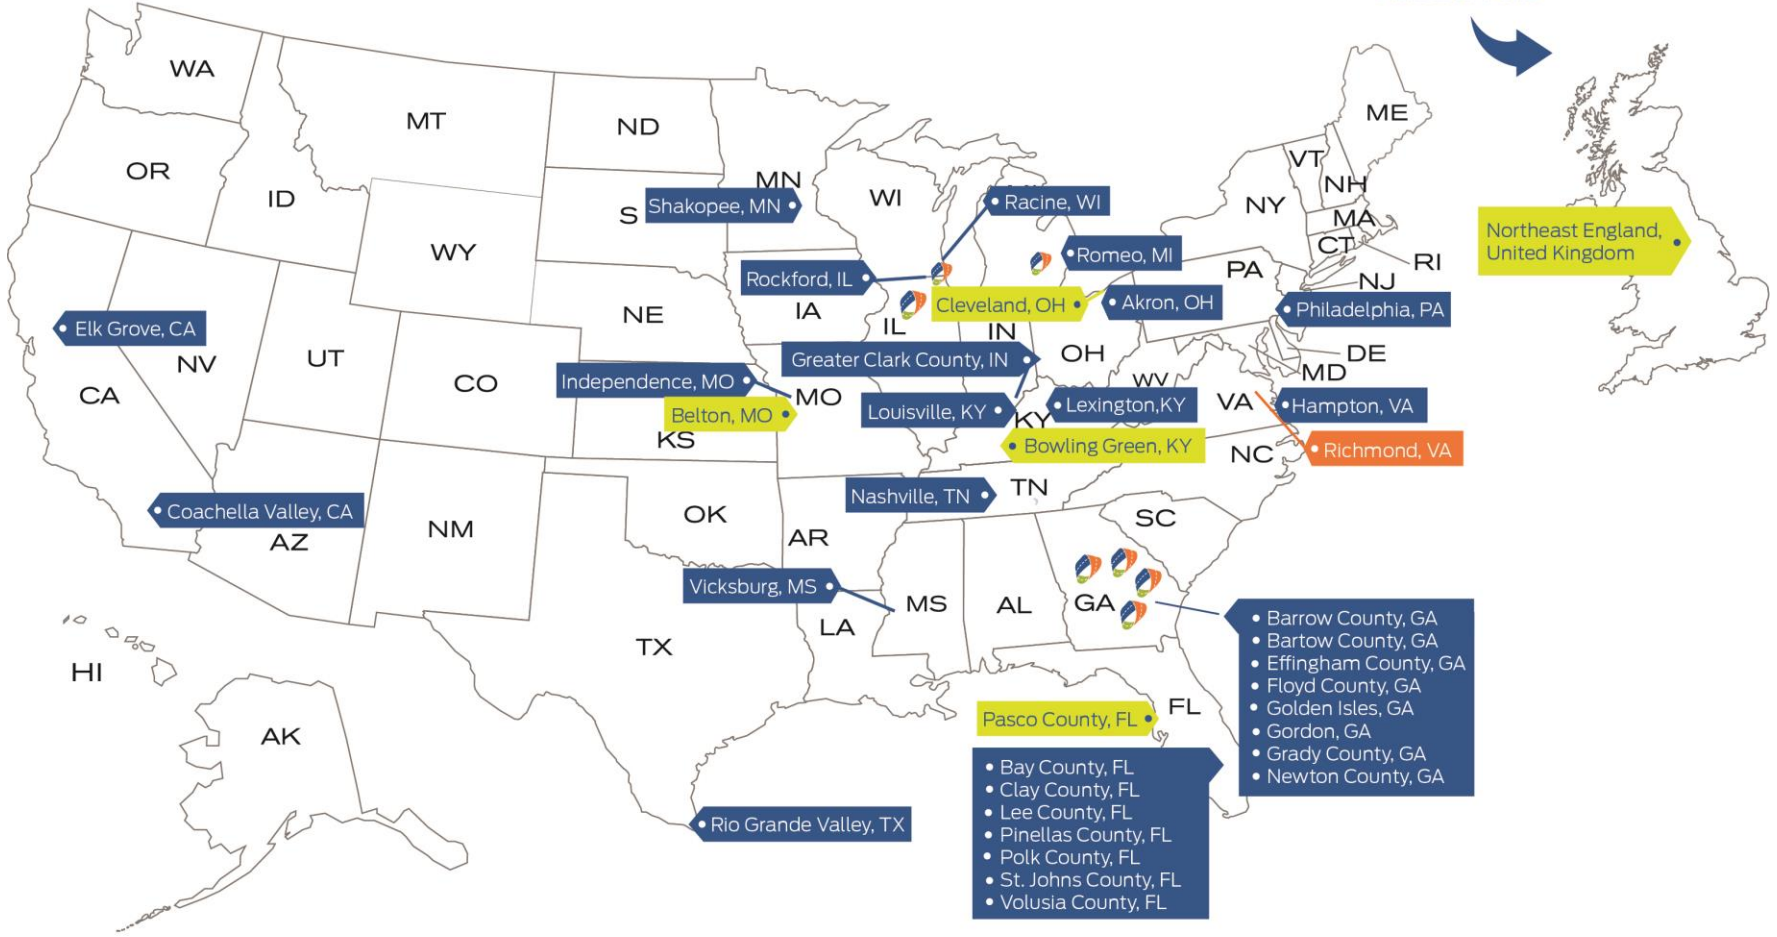 WA
MT
ND
ME
OR
ID
MN
WI
VT
NH
S
Shakopee, MN
Racine, WI
NY
MA
Northeast England,
United Kingdom
WY
CT
RI
Romeo, MI
Rockford, IL
PA
NJ
Cleveland, OH
Akron, OH
Philadelphia, PA
Elk Grove, CA
NE
IA
IL
IN
NV
UT
CO
Greater Clark County, IN
OH
DE
MD
Independence, MO
WV
CA
MO
Belton, MO
Louisville, KY
Lexington,KY
VA
Hampton, VA
KY
KS
Bowling Green, KY
NC
Richmond, VA
Nashville, TN
TN
Coachella Valley, CA
AZ
NM
OK
AR
SC
Vicksburg, MS
MS
AL
GA
LA
TX
HI
Barrow County, GA
Bartow County, GA
Effingham County, GA
Floyd County, GA
Golden Isles, GA
Gordon, GA
Grady County, GA
Newton County, GA
Pasco County, FL
FL
AK
Bay County, FL
Clay County, FL
Lee County, FL
Pinellas County, FL
Polk County, FL
St. Johns County, FL
Volusia County, FL
Rio Grande Valley, TX